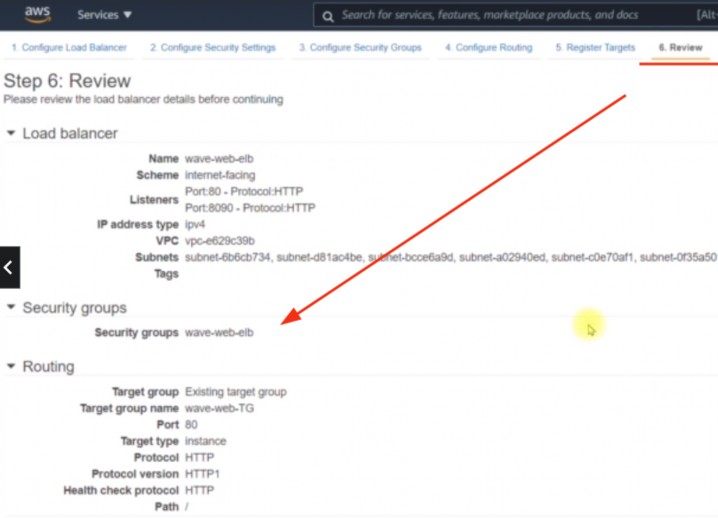 aws Services ▼ Search for services, features, marketplace products, and docs [Alt-
1. Configure Load Balancer 2. Configure Security Settings 3. Configure Security Groups 4. Configure Routing 5. Register Targets 6. Review
Step 6: Review
Please review the load balancer details before continuing
Load balancer
Name wave-web-elb
Scheme internet-facing
Listeners Port:80 - Protocol:HTTP
Port:8090 - Protocol:HTTP
IP address type ipv4
VPC vpc-e629c39b
Subnets subnet-6b6cb734, subnet-d81ac4be, subnet-bcce6a9d, subnet-a02940ed, subnet-c0e70af1, subnet-0f35a50
Tags
Security groups
Security groups wave-web-elb
Routing
Target group Existing target group
Target group name wave-web-TG
Port 80
Target type instance
Protocol HTTP
Protocol version HTTP1
Health check protocol HTTP
Path /